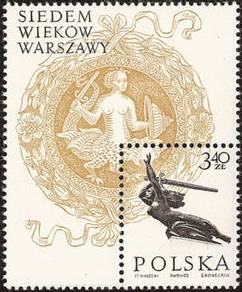 SIEDEM
WIEKÓW
WARSZAWY
3,40
ZŁ
POLSKA